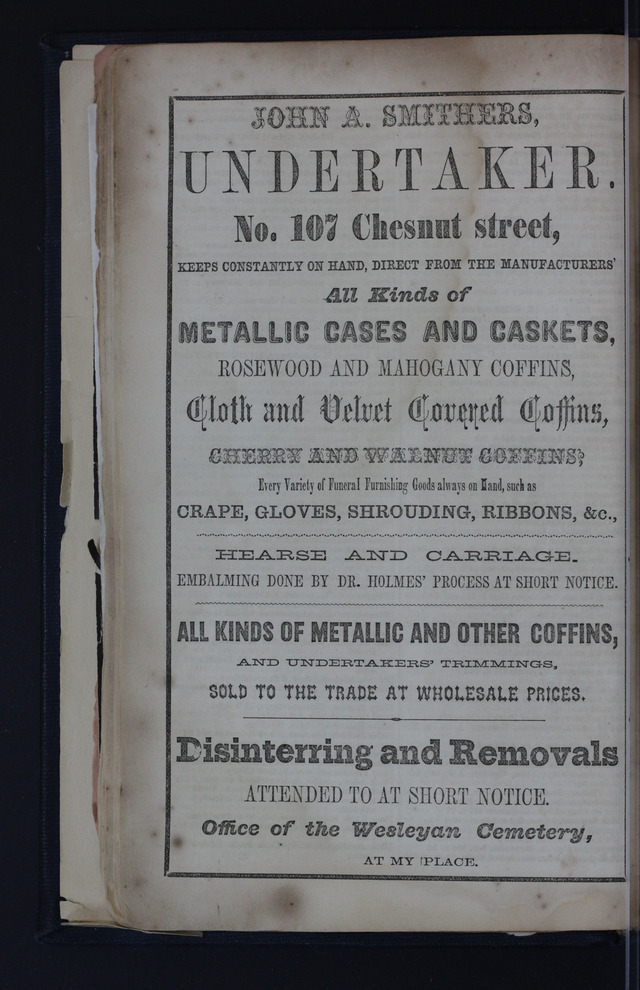 JOHN A. SMITHERS,
UNDERTAKER.
No. 107 Chesnut street,
KEEPS CONSTANTLY ON HAND, DIRECT FROM THE MANUFACTURERS'
All Kinds of
METALLIC CASES AND CASKETS,
ROSEWOOD AND MAHOGANY COFFINS,
Cloth and Velvet Covered Coffins,
CHERRY AND WALNUT COFFINS;
Every Variety of Funeral Furnishing Goods always on Hand, such as
CRAPE, GLOVES, SHROUDING, RIBBONS, &c.,
HEARSE AND CARRIAGE.
EMBALMING DONE BY DR. HOLMES' PROCESS AT SHORT NOTICE.
ALL KINDS OF METALLIC AND OTHER COFFINS,
AND UNDERTAKERS' TRIMMINGS,
SOLD TO THE TRADE AT WHOLESALE PRICES.
Disinterring and Removals
ATTENDED TO AT SHORT NOTICE.
Office of the Wesleyan Cemetery,
AT MY PLACE.